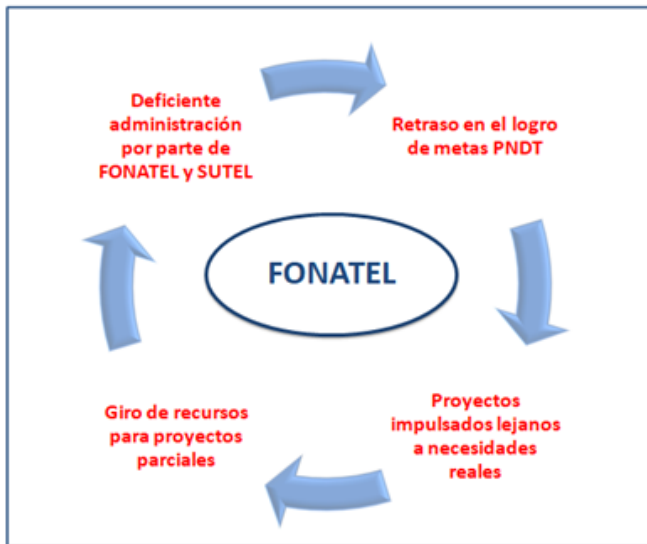 Deficiente
administración
por parte de
FONATEL y SUTEL
Retraso en el logro
de metas PNDT
FONATEL
Proyectos
impulsados lejanos
a necesidades
reales
Giro de recursos
para proyectos
parciales